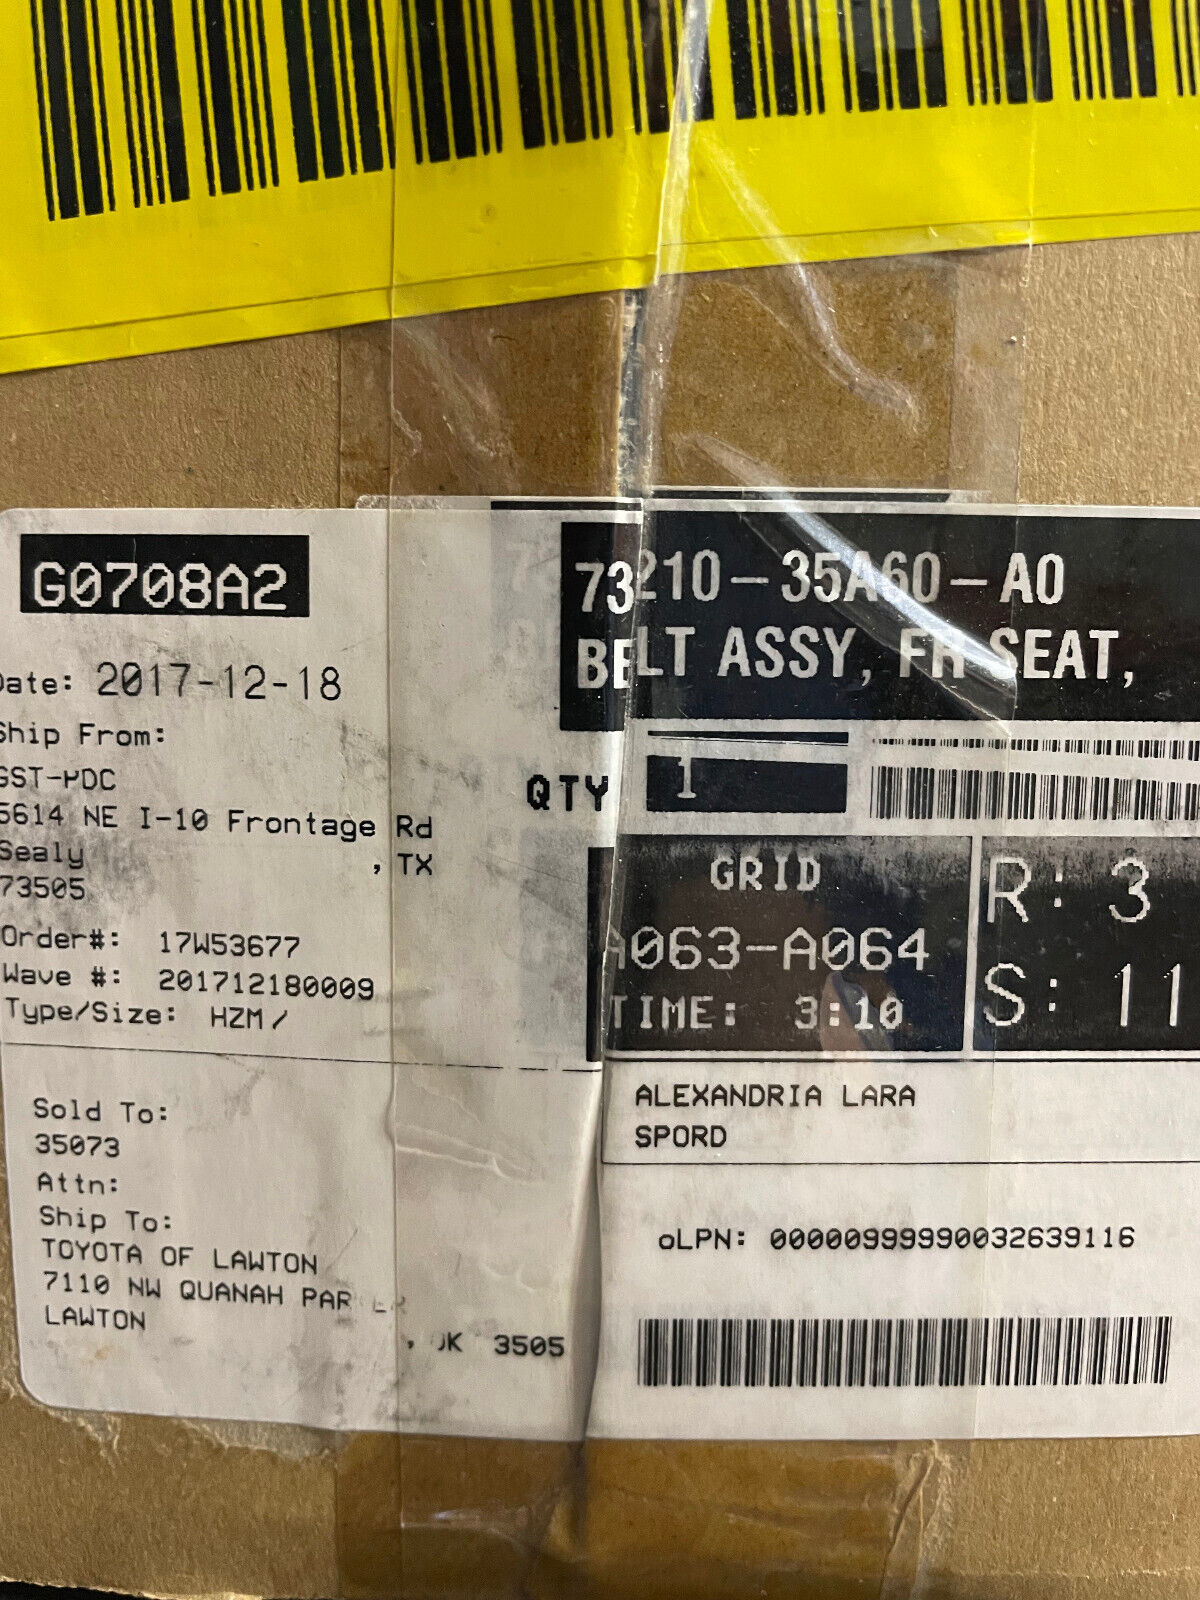 G0708A2
Date: 2017-12-18
Ship From:
GST-PDC
5614 NE I-10 Frontage Rd
Sealy , TX
73505
Order#: 17W53677
Wave #: 201712180009
Type/Size: HZM/
73210-35A60-A0
BELT ASSY, FR SEAT,
QTY 1
GRID
A063-A064
TIME: 3:10
R: 3
S: 11
ALEXANDRIA LARA
SPORD
Sold To:
35073
Attn:
Ship To:
TOYOTA OF LAWTON
7110 NW QUANAH PARKER
LAWTON
, OK 3505
oLPN: 00000999990032639116